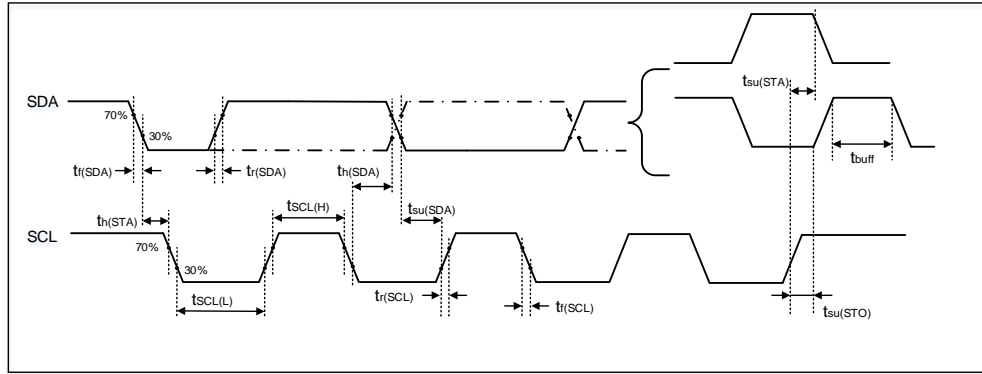 tsu(STA)
SDA
70%
30%
tbuff
tf(SDA)
tr(SDA)
th(SDA)
th(STA)
tSCL(H)
tsu(SDA)
SCL
70%
30%
tSCL(L)
tr(SCL)
tf(SCL)
tsu(STO)